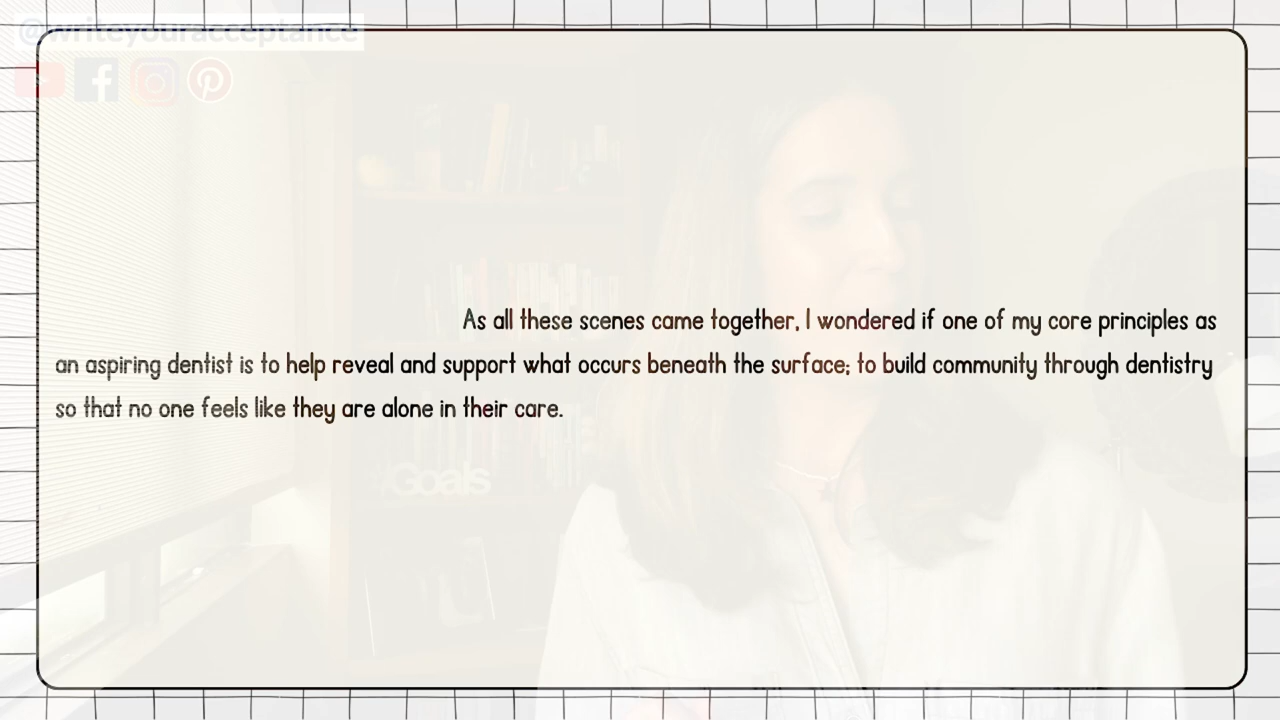 @writeyouracceptance
As all these scenes came together, I wondered if one of my core principles as
an aspiring dentist is to help reveal and support what occurs beneath the surface; to build community through dentistry
so that no one feels like they are alone in their care.
Goals